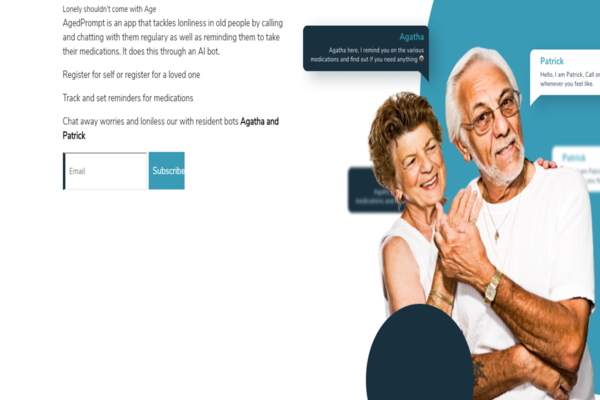 Lonely shouldn't come with Age
AgedPrompt is an app that tackles lonliness in old people by calling
and chatting with them regulary as well as reminding them to take
their medications. It does this through an AI bot.
Register for self or register for a loved one
Track and set reminders for medications
Chat away worries and loniless our with resident bots Agatha and
Patrick
Email
Subscribe
Agatha
Agatha here, I remind you on the various
medications and find out if you need anything
Patrick
Hello, I am Patrick. Call on
whenever you feel like.
Patrick